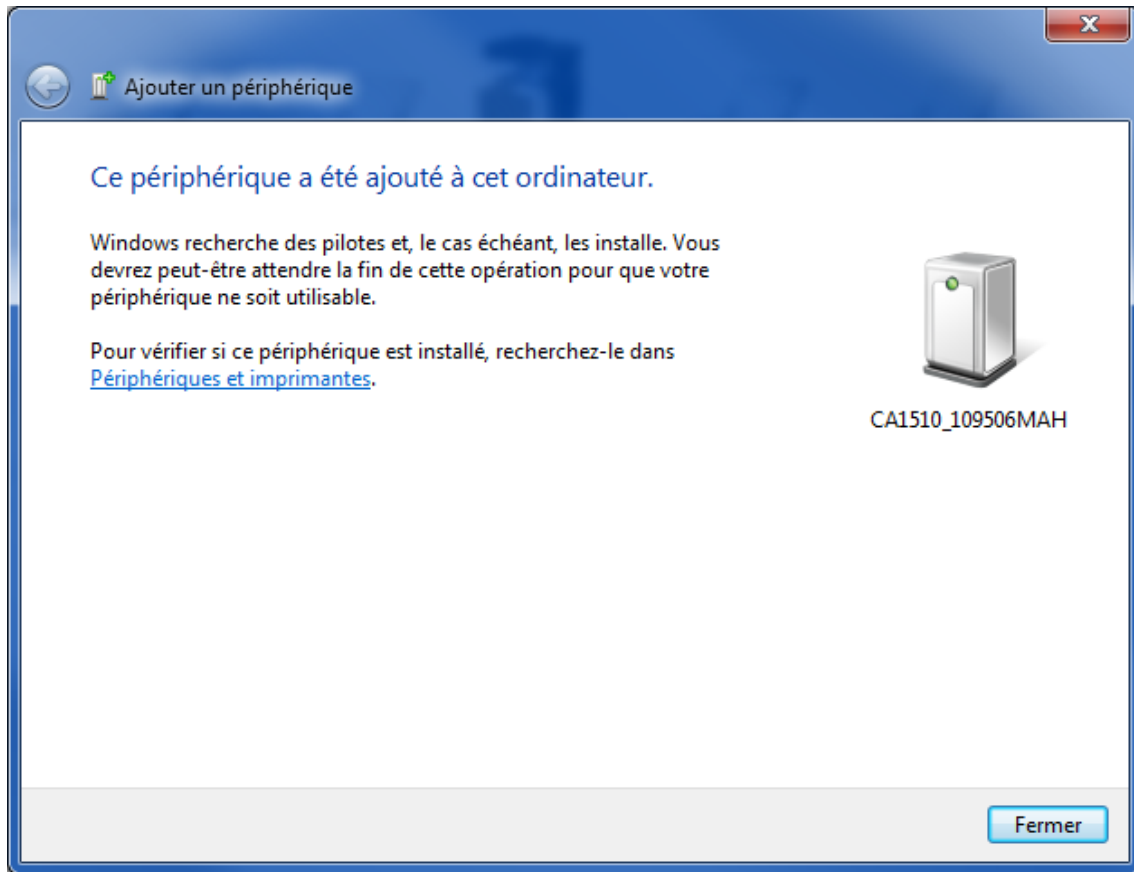 Ajouter un périphérique
Ce périphérique a été ajouté à cet ordinateur.
Windows recherche des pilotes et, le cas échéant, les installe. Vous
devrez peut-être attendre la fin de cette opération pour que votre
périphérique ne soit utilisable.
Pour vérifier si ce périphérique est installé, recherchez-le dans
Périphériques et imprimantes.
CA1510_109506MAH
Fermer